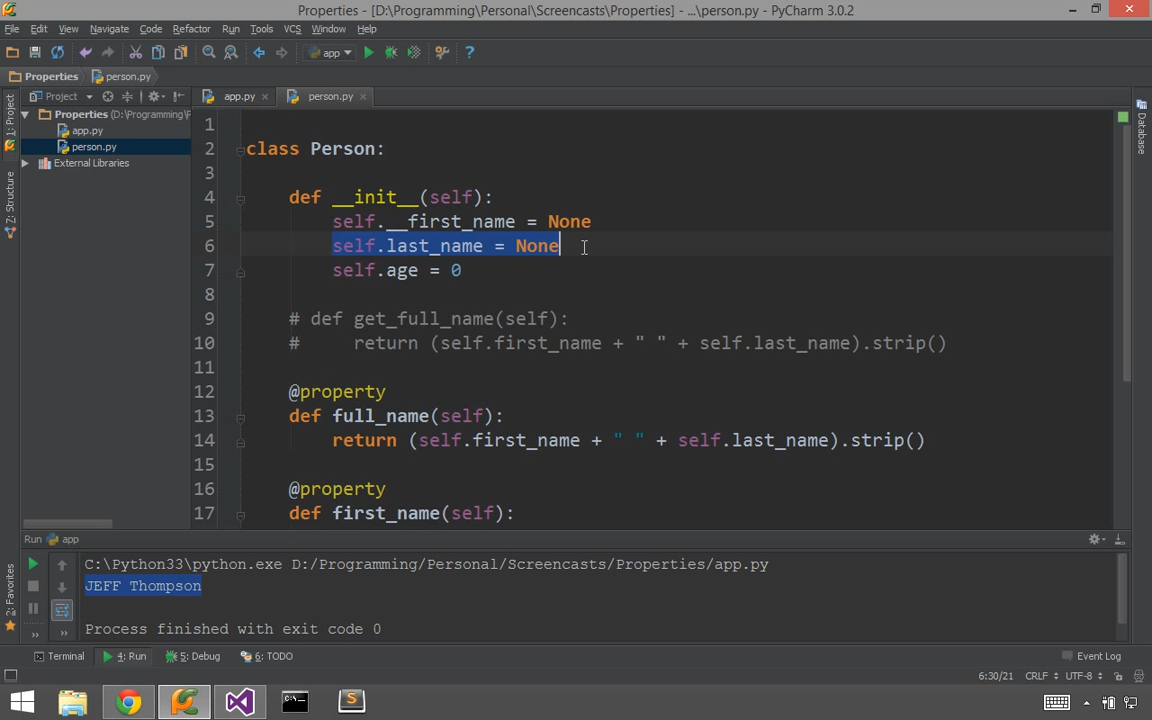 Properties - [D:\Programming\Personal\Screencasts\Properties] - ...\person.py - PyCharm 3.0.2
File Edit View Navigate Code Refactor Run Tools VCS Window Help
app
Properties person.py
Project app.py person.py
1: Project
Properties (D:\Programming\P
app.py
person.py
External Libraries
7: Structure
2: Favorites
Database
1
2 class Person:
3
4 def __init__(self):
5 self.__first_name = None
6 self.last_name = None
7 self.age = 0
8
9 # def get_full_name(self):
10 #     return (self.first_name + " " + self.last_name).strip()
11
12 @property
13 def full_name(self):
14 return (self.first_name + " " + self.last_name).strip()
15
16 @property
17 def first_name(self):
Run app
C:\Python33\python.exe D:/Programming/Personal/Screencasts/Properties/app.py
JEFF Thompson
Process finished with exit code 0
Terminal 4: Run 5: Debug 6: TODO Event Log
6:30/21 CRLF UTF-8